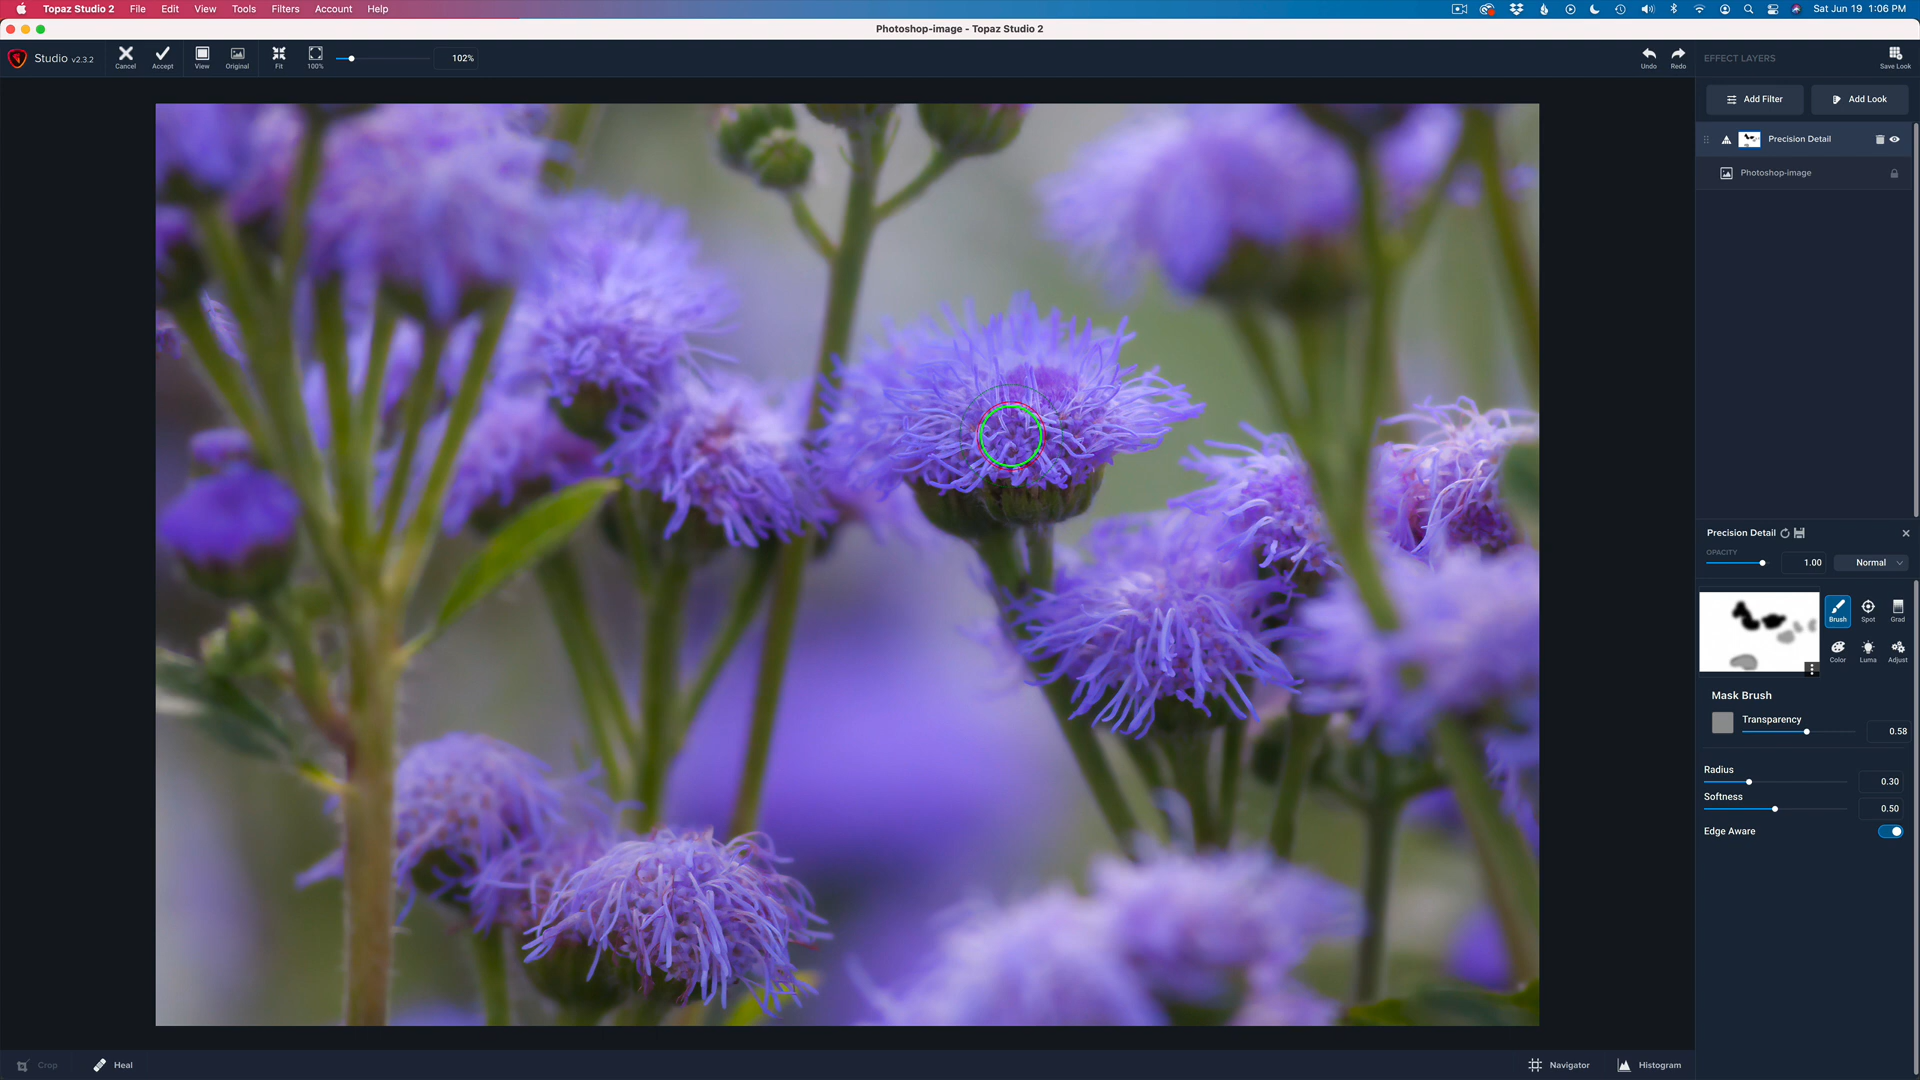 Topaz Studio 2 File Edit View Tools Filters Account Help Sat Jun 19 1:06 PM
Photoshop-image - Topaz Studio 2
Studio v2.3.2 Cancel Accept View Original Fit 100% 102% Undo Redo EFFECT LAYERS Save Look
Add Filter Add Look
Precision Detail
Photoshop-image
Precision Detail
OPACITY
1.00 Normal
Brush Spot Grad
Color Luma Adjust
Mask Brush
Transparency
0.58
Radius
0.30
Softness
0.50
Edge Aware
Crop Heal Navigator Histogram